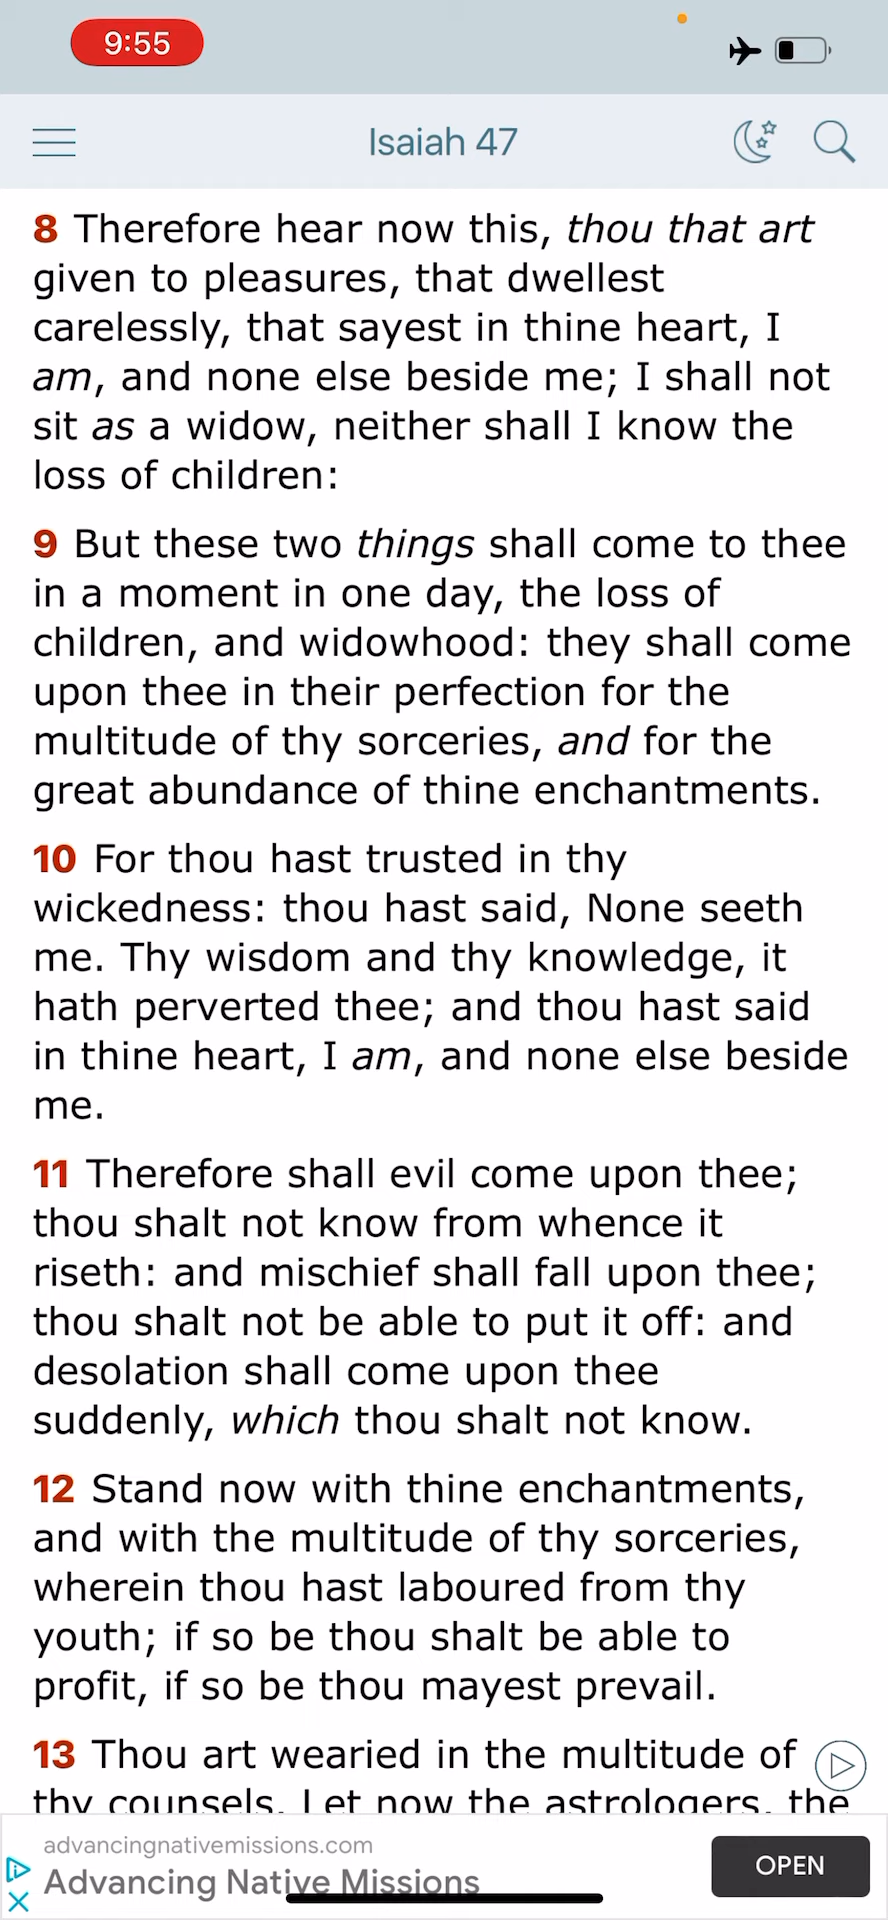 9:55
Isaiah 47
8 Therefore hear now this, thou that art
given to pleasures, that dwellest
carelessly, that sayest in thine heart, I
am, and none else beside me; I shall not
sit as a widow, neither shall I know the
loss of children:
9 But these two things shall come to thee
in a moment in one day, the loss of
children, and widowhood: they shall come
upon thee in their perfection for the
multitude of thy sorceries, and for the
great abundance of thine enchantments.
10 For thou hast trusted in thy
wickedness: thou hast said, None seeth
me. Thy wisdom and thy knowledge, it
hath perverted thee; and thou hast said
in thine heart, I am, and none else beside
me.
11 Therefore shall evil come upon thee;
thou shalt not know from whence it
riseth: and mischief shall fall upon thee;
thou shalt not be able to put it off: and
desolation shall come upon thee
suddenly, which thou shalt not know.
12 Stand now with thine enchantments,
and with the multitude of thy sorceries,
wherein thou hast laboured from thy
youth; if so be thou shalt be able to
profit, if so be thou mayest prevail.
13 Thou art wearied in the multitude of
thy counsels. Let now the astrologers, the
advancingnativemissions.com
Advancing Native Missions
OPEN